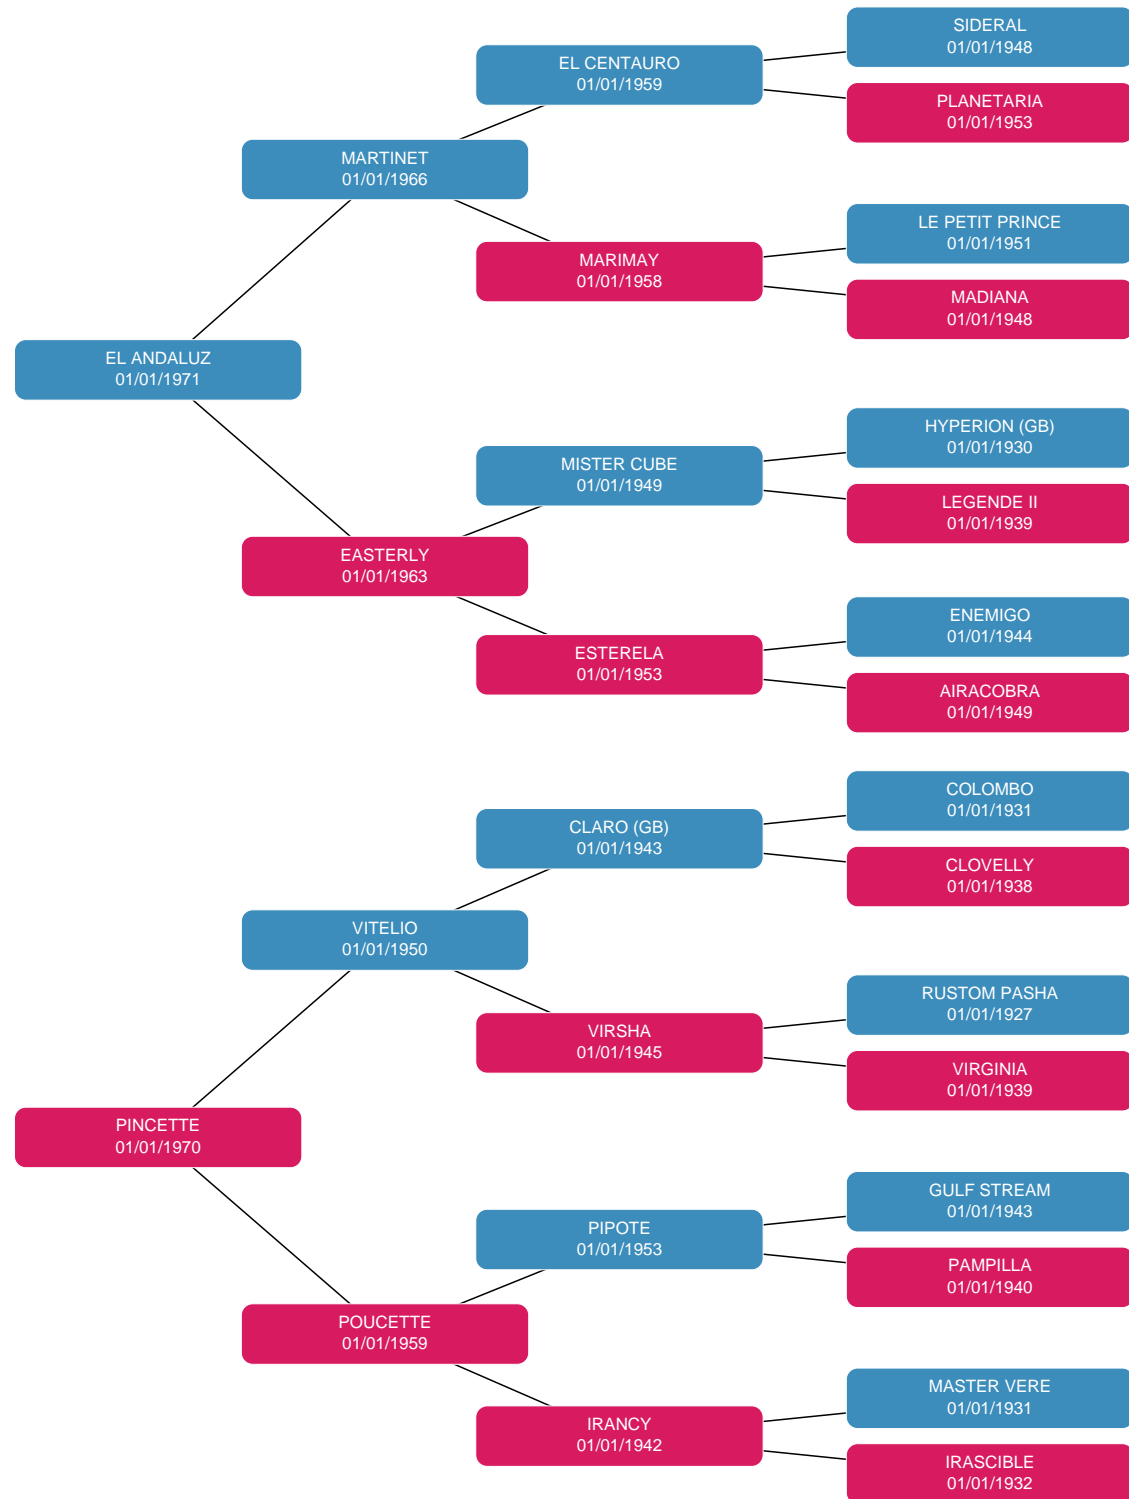 SIDERAL
01/01/1948
EL CENTAURO
01/01/1959
PLANETARIA
01/01/1953
MARTINET
01/01/1966
LE PETIT PRINCE
01/01/1951
MARIMAY
01/01/1958
MADIANA
01/01/1948
EL ANDALUZ
01/01/1971
HYPERION (GB)
01/01/1930
MISTER CUBE
01/01/1949
LEGENDE II
01/01/1939
EASTERLY
01/01/1963
ENEMIGO
01/01/1944
ESTERELA
01/01/1953
AIRACOBRA
01/01/1949
COLOMBO
01/01/1931
CLARO (GB)
01/01/1943
CLOVELLY
01/01/1938
VITELIO
01/01/1950
RUSTOM PASHA
01/01/1927
VIRSHA
01/01/1945
VIRGINIA
01/01/1939
PINCETTE
01/01/1970
GULF STREAM
01/01/1943
PIPOTE
01/01/1953
PAMPILLA
01/01/1940
POUCETTE
01/01/1959
MASTER VERE
01/01/1931
IRANCY
01/01/1942
IRASCIBLE
01/01/1932